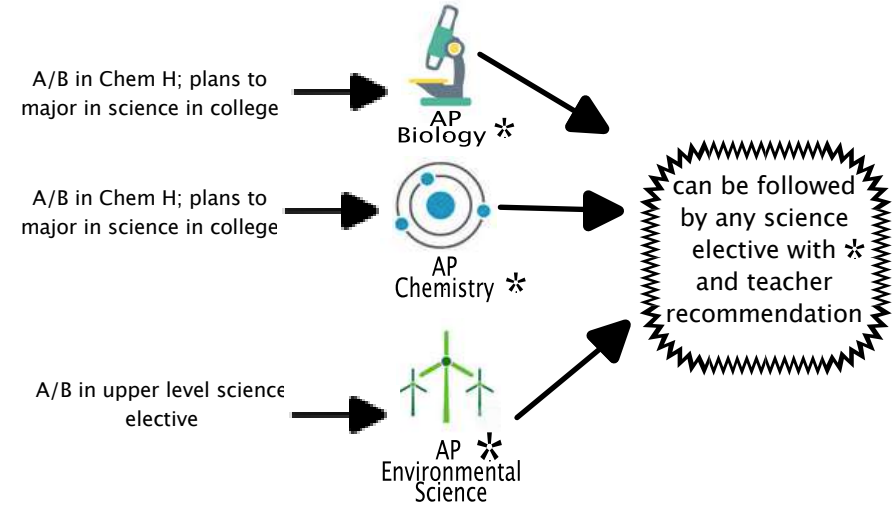 A/B in Chem H; plans to
major in science in college
AP
Biology *
A/B in Chem H; plans to
major in science in college
AP
Chemistry *
A/B in upper level science
elective
AP *
Environmental
Science
can be followed
by any science
elective with *
and teacher
recommendation